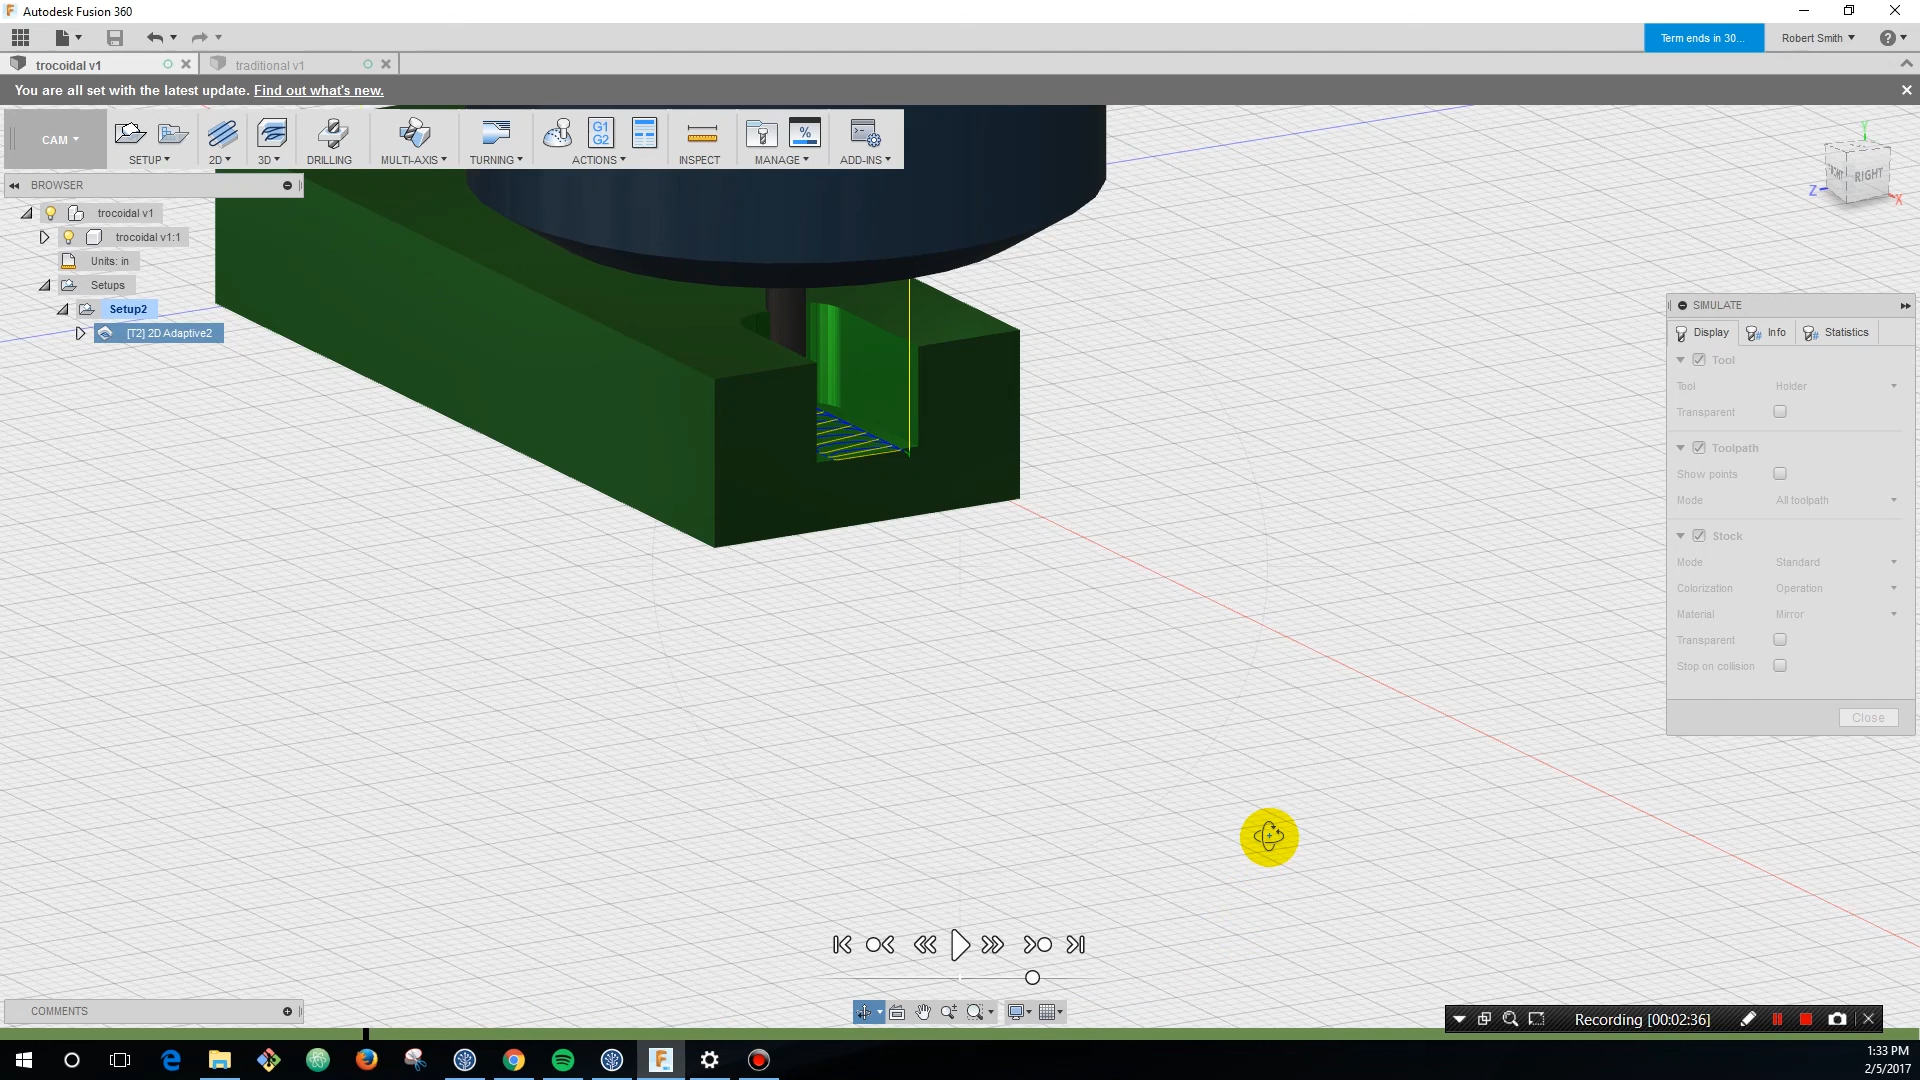 Autodesk Fusion 360
Term ends in 30...
Robert Smith
trocoidal v1
traditional v1
You are all set with the latest update. Find out what's new.
CAM
G1
G2
%
SETUP
2D
3D
DRILLING
MULTI-AXIS
TURNING
ACTIONS
INSPECT
MANAGE
ADD-INS
Y
RIGHT
Z
X
BROWSER
trocoidal v1
trocoidal v1:1
Units: in
Setups
Setup2
[T2] 2D Adaptive2
SIMULATE
Display
Info
Statistics
Tool
Tool Holder
Transparent
Toolpath
Show points
Mode All toolpath
Stock
Mode Standard
Colorization Operation
Material Mirror
Transparent
Stop on collision
Close
COMMENTS
Recording [00:02:36]
1:33 PM
2/5/2017